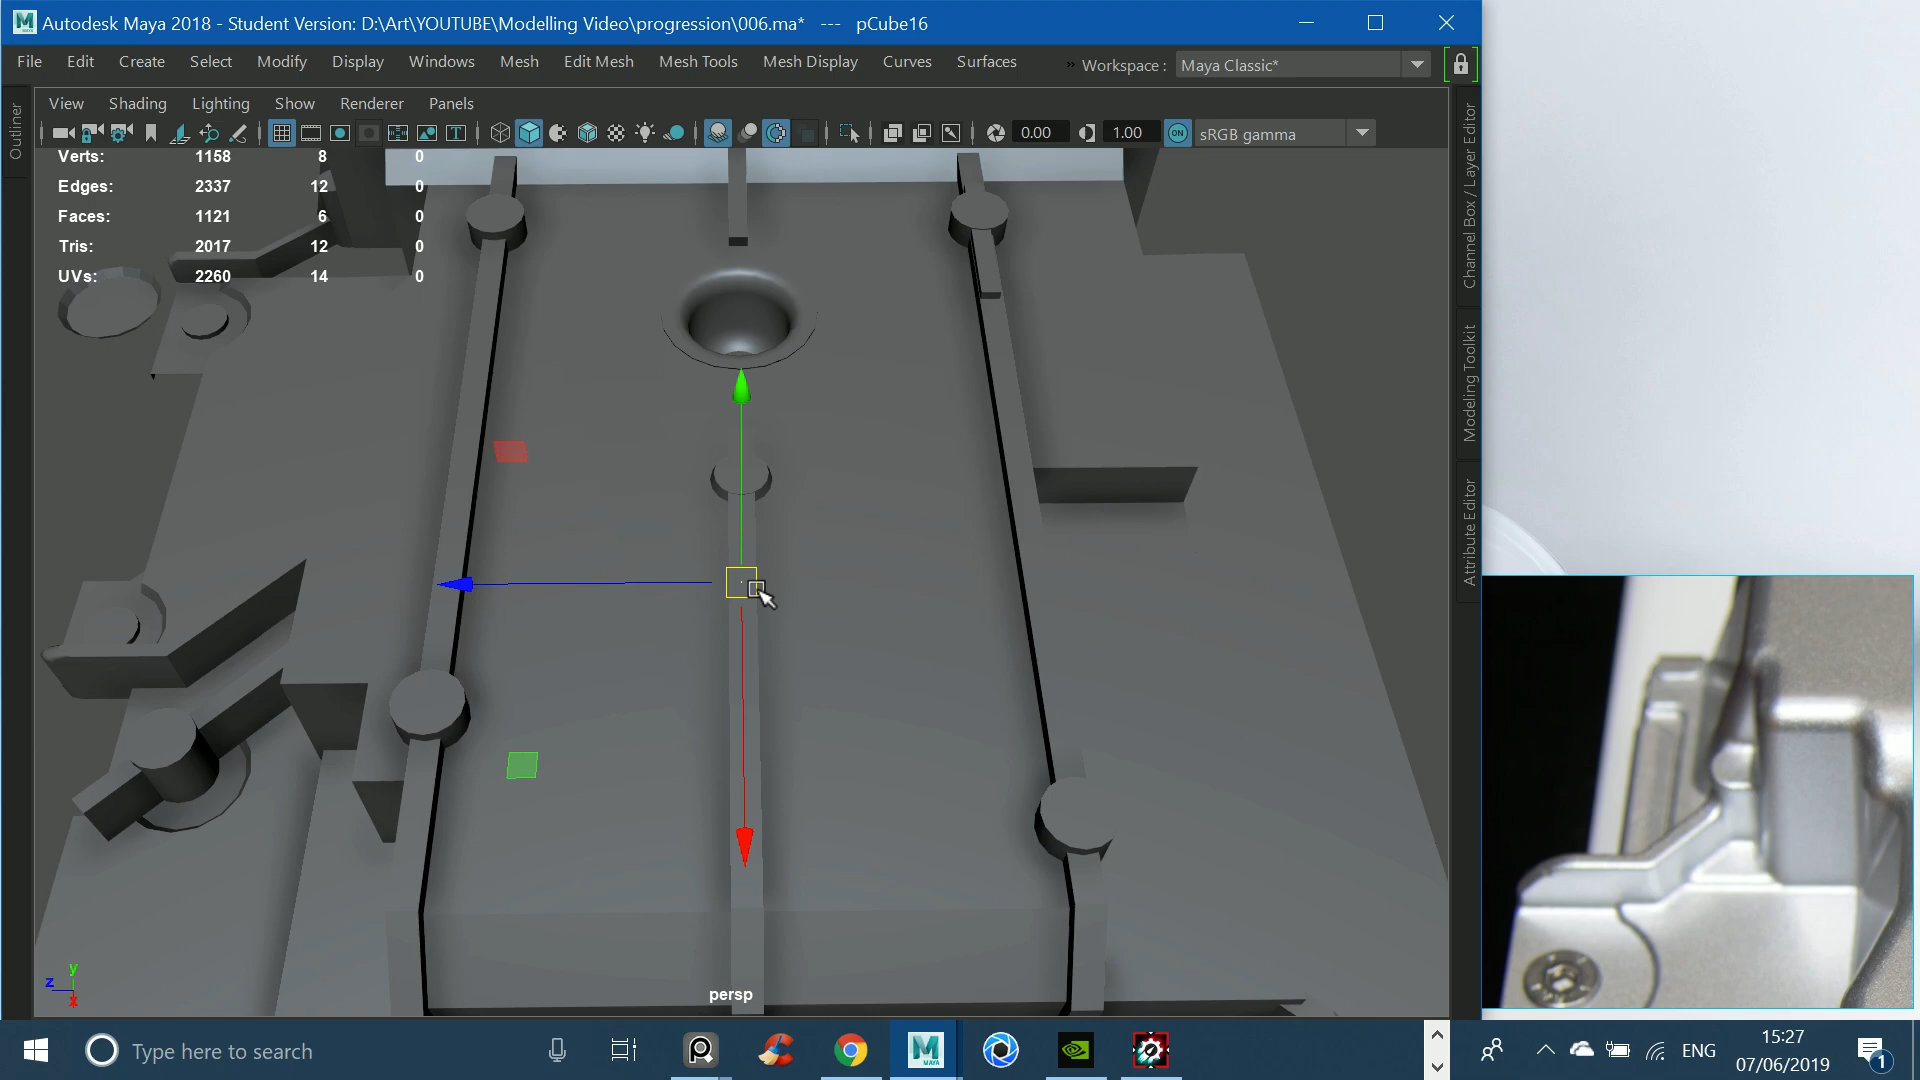 Autodesk Maya 2018 - Student Version: D:\Art\YOUTUBE\Modelling Video\progression\006.ma* --- pCube16
File Edit Create Select Modify Display Windows Mesh Edit Mesh Mesh Tools Mesh Display Curves Surfaces » Workspace : Maya Classic*
View Shading Lighting Show Renderer Panels
0.00 1.00 ON sRGB gamma
Outliner
Verts: 1158 8 0
Edges: 2337 12 0
Faces: 1121 6 0
Tris: 2017 12 0
UVs: 2260 14 0
Channel Box / Layer Editor
Modeling Toolkit
Attribute Editor
y
z
x
persp
Type here to search
MAYA
ENG
15:27
07/06/2019
1